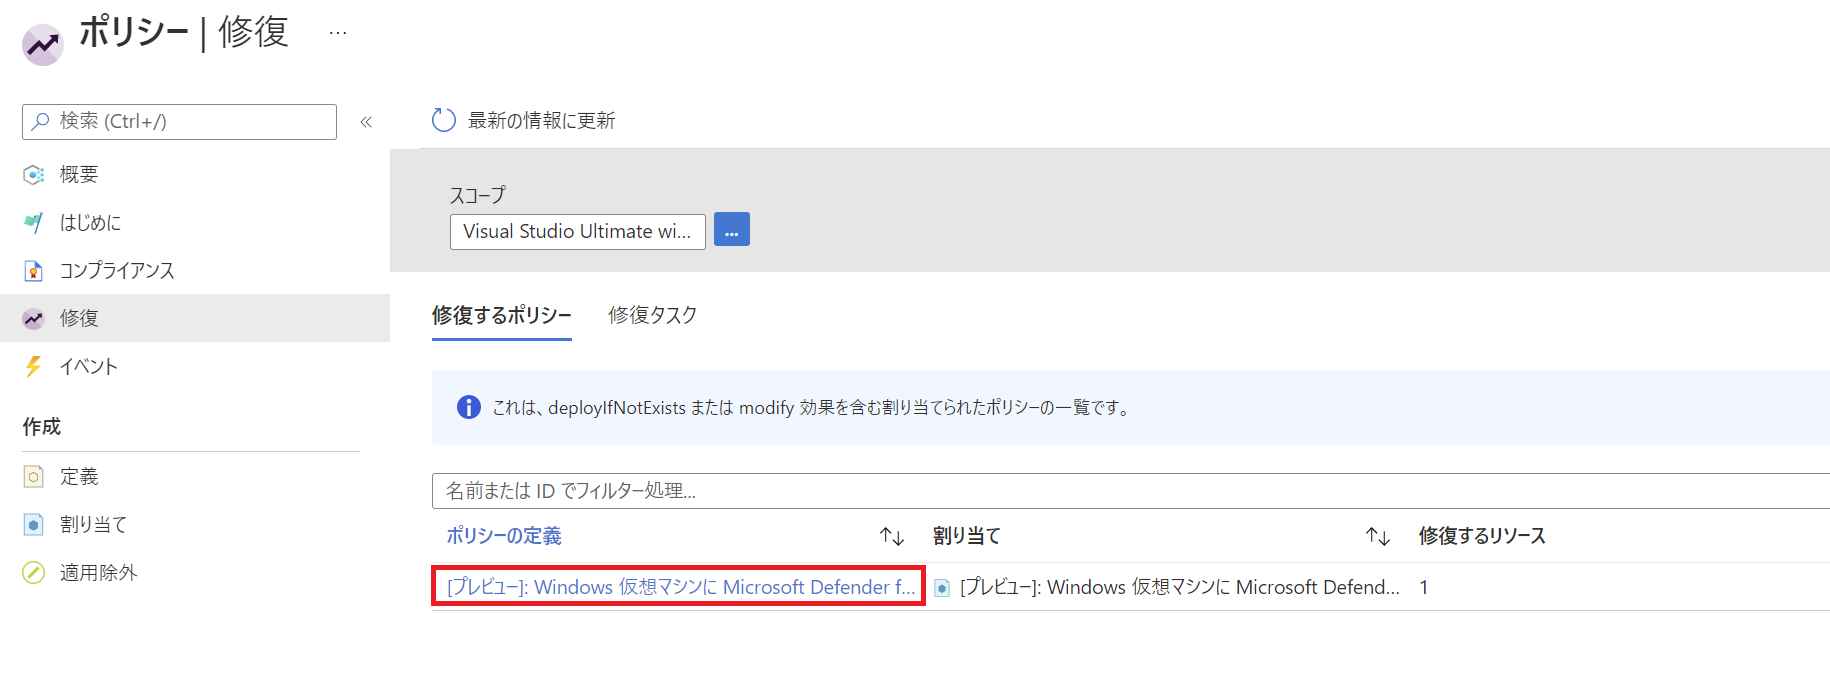 ポリシー | 修復 …
検索 (Ctrl+/) «
概要
はじめに
コンプライアンス
修復
イベント
作成
定義
割り当て
適用除外
最新の情報に更新
スコープ
Visual Studio Ultimate wi... ...
修復するポリシー 修復タスク
これは、deployIfNotExists または modify 効果を含む割り当てられたポリシーの一覧です。
名前または ID でフィルター処理...
ポリシーの定義 ↑↓ 割り当て ↑↓ 修復するリソース
[プレビュー]: Windows 仮想マシンに Microsoft Defender f... [プレビュー]: Windows 仮想マシンに Microsoft Defend... 1